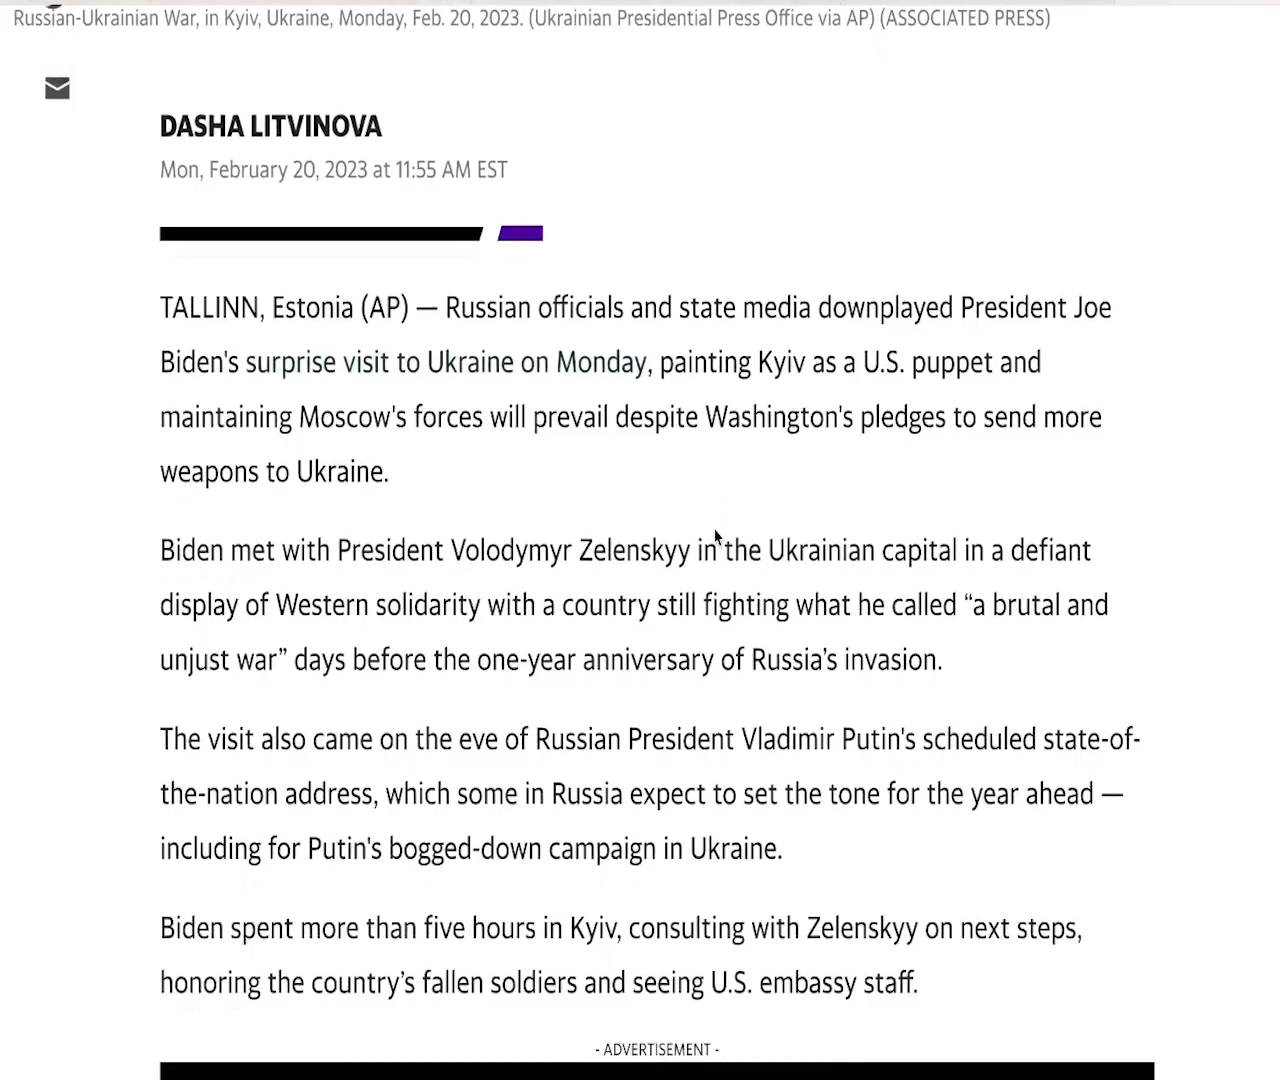 Russian-Ukrainian War, in Kyiv, Ukraine, Monday, Feb. 20, 2023. (Ukrainian Presidential Press Office via AP) (ASSOCIATED PRESS)
DASHA LITVINOVA
Mon, February 20, 2023 at 11:55 AM EST
TALLINN, Estonia (AP) — Russian officials and state media downplayed President Joe
Biden's surprise visit to Ukraine on Monday, painting Kyiv as a U.S. puppet and
maintaining Moscow's forces will prevail despite Washington's pledges to send more
weapons to Ukraine.
Biden met with President Volodymyr Zelenskyy in the Ukrainian capital in a defiant
display of Western solidarity with a country still fighting what he called “a brutal and
unjust war” days before the one-year anniversary of Russia’s invasion.
The visit also came on the eve of Russian President Vladimir Putin's scheduled state-of-
the-nation address, which some in Russia expect to set the tone for the year ahead —
including for Putin's bogged-down campaign in Ukraine.
Biden spent more than five hours in Kyiv, consulting with Zelenskyy on next steps,
honoring the country’s fallen soldiers and seeing U.S. embassy staff.
- ADVERTISEMENT -